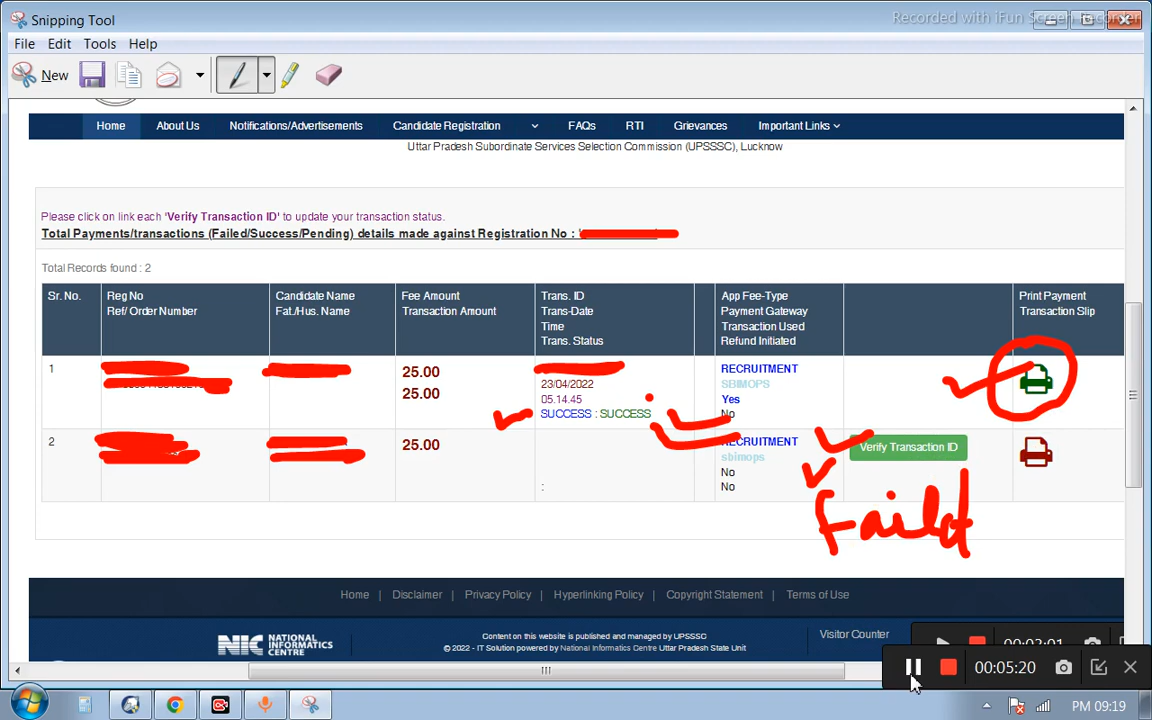 Snipping Tool
Recorded with iFun Screen Recorder
File Edit Tools Help
New
Home About Us Notifications/Advertisements Candidate Registration FAQs RTI Grievances Important Links
Uttar Pradesh Subordinate Services Selection Commission (UPSSSC), Lucknow
Please click on link each 'Verify Transaction ID' to update your transaction status.
Total Payments/transactions (Failed/Success/Pending) details made against Registration No :
Total Records found : 2
Sr. No.
Reg No
Ref/ Order Number
Candidate Name
Fat./Hus. Name
Fee Amount
Transaction Amount
Trans. ID
Trans-Date
Time
Trans. Status
App Fee-Type
Payment Gateway
Transaction Used
Refund Initiated
Print Payment
Transaction Slip
1
25.00
25.00
23/04/2022
05.14.45
SUCCESS : SUCCESS
RECRUITMENT
SBIMOPS
Yes
No
2
25.00
:
RECRUITMENT
sbimops
No
No
Verify Transaction ID
Faild
Home | Disclaimer | Privacy Policy | Hyperlinking Policy | Copyright Statement | Terms of Use
NIC NATIONAL INFORMATICS CENTRE
Content on this website is published and managed by UPSSSC
© 2022 - IT Solution powered by National Informatics Centre Uttar Pradesh State Unit
Visitor Counter
00:05:20
PM 09:19